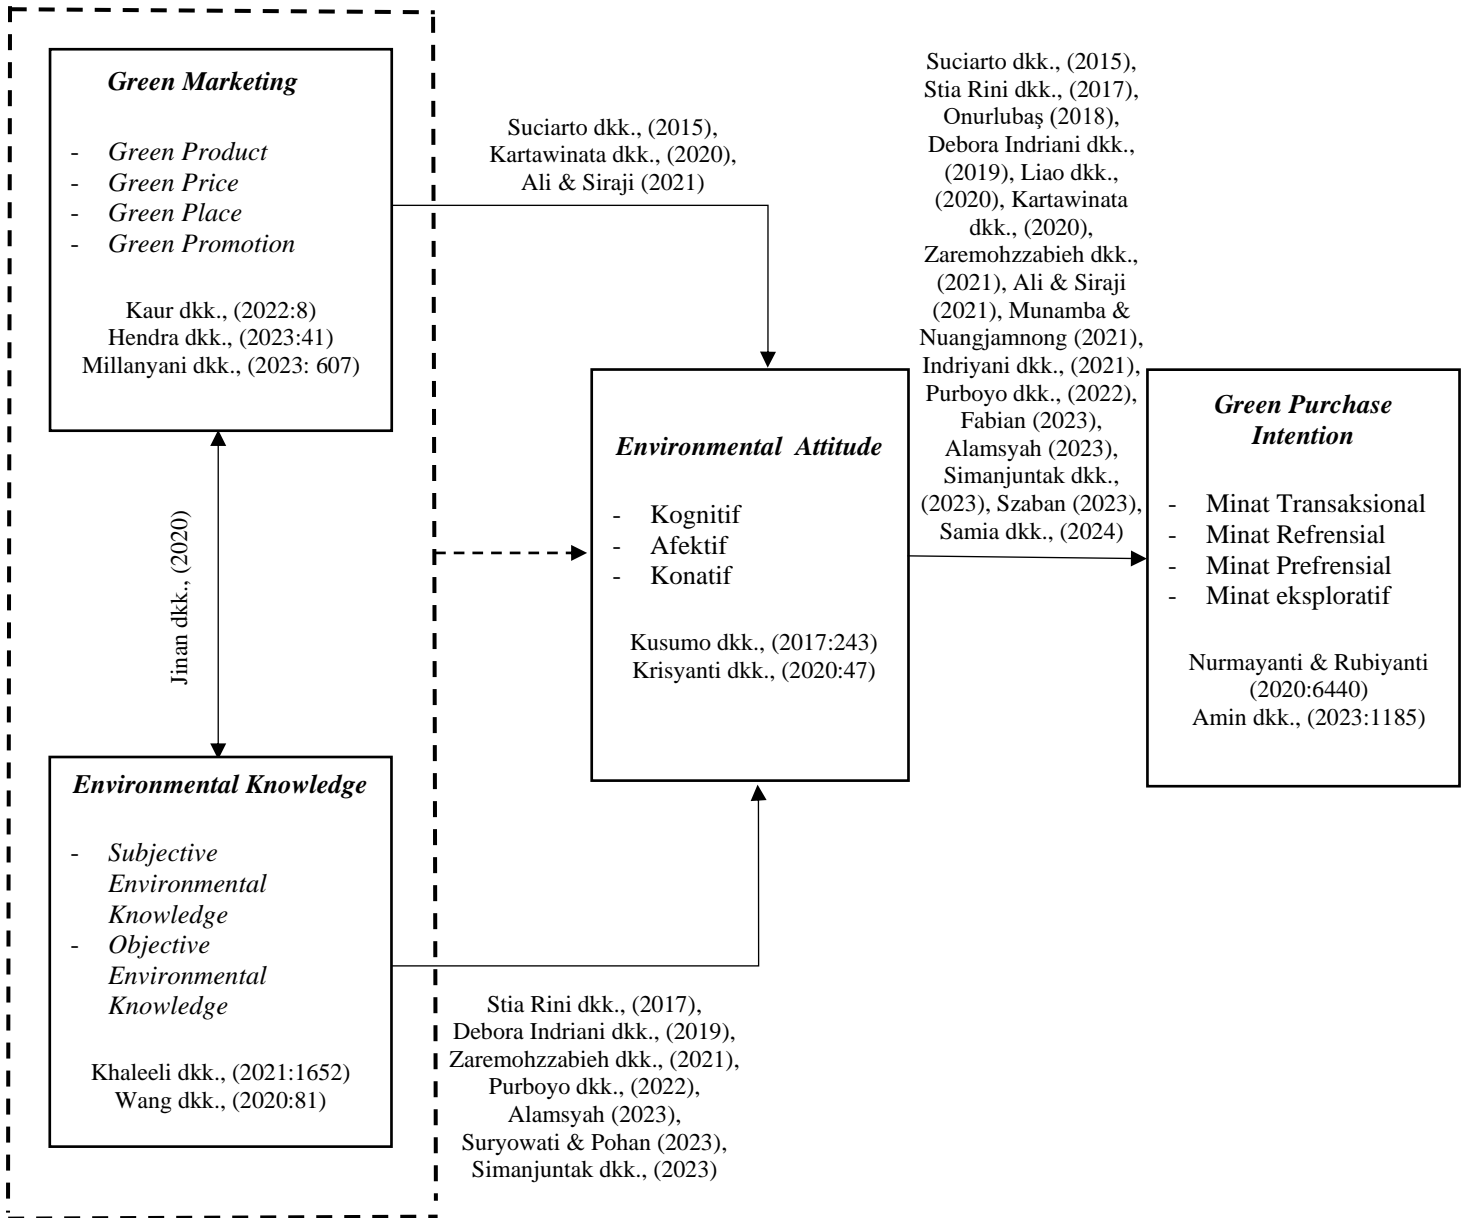 Green Marketing
- Green Product
- Green Price
- Green Place
- Green Promotion
Kaur dkk., (2022:8)
Hendra dkk., (2023:41)
Millanyani dkk., (2023: 607)
Suciarto dkk., (2015),
Kartawinata dkk., (2020),
Ali & Siraji (2021)
Suciarto dkk., (2015),
Stia Rini dkk., (2017),
Onurlubaş (2018),
Debora Indriani dkk.,
(2019), Liao dkk.,
(2020), Kartawinata
dkk., (2020),
Zaremohzzabieh dkk.,
(2021), Ali & Siraji
(2021), Munamba &
Nuangjamnong (2021),
Indriyani dkk., (2021),
Purboyo dkk., (2022),
Fabian (2023),
Alamsyah (2023),
Simanjuntak dkk.,
(2023), Szaban (2023),
Samia dkk., (2024)
Jinan dkk., (2020)
Environmental Attitude
- Kognitif
- Afektif
- Konatif
Kusumo dkk., (2017:243)
Krisyanti dkk., (2020:47)
Green Purchase
Intention
- Minat Transaksional
- Minat Refrensial
- Minat Prefrensial
- Minat eksploratif
Nurmayanti & Rubiyanti
(2020:6440)
Amin dkk., (2023:1185)
Environmental Knowledge
- Subjective
Environmental
Knowledge
- Objective
Environmental
Knowledge
Khaleeli dkk., (2021:1652)
Wang dkk., (2020:81)
Stia Rini dkk., (2017),
Debora Indriani dkk., (2019),
Zaremohzzabieh dkk., (2021),
Purboyo dkk., (2022),
Alamsyah (2023),
Suryowati & Pohan (2023),
Simanjuntak dkk., (2023)